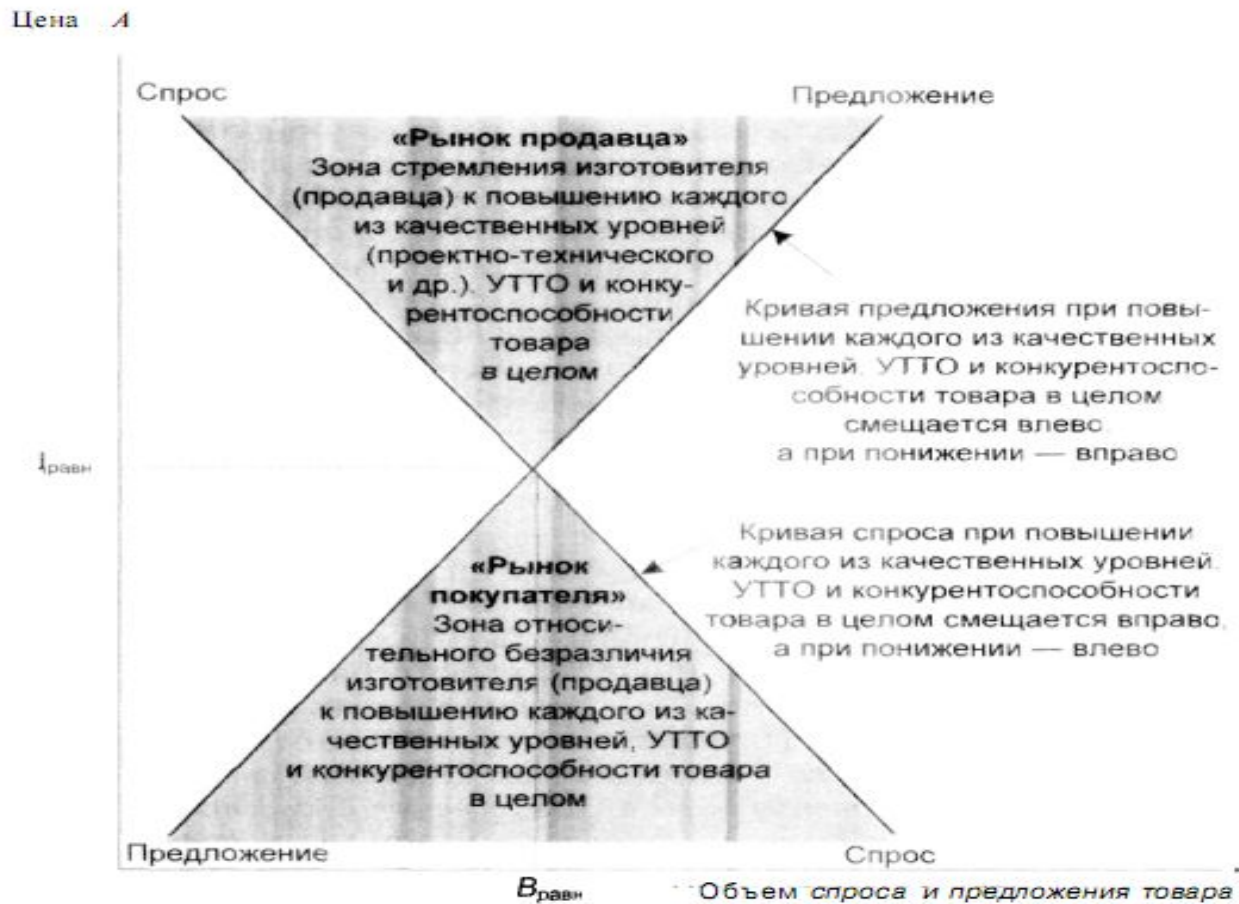 Цена A
Спрос
Предложение
«Рынок продавца»
Зона стремления изготовителя
(продавца) к повышению каждого
из качественных уровней
(проектно-технического
и др.). УТТО и конку-
рентоспособности
товара
в целом
Кривая предложения при повы-
шении каждого из качественных
уровней. УТТО и конкурентоспо-
собности товара в целом
смещается влево,
а при понижении — вправо
iравн
Кривая спроса при повышении
каждого из качественных уровней.
УТТО и конкурентоспособности
товара в целом смещается вправо,
а при понижении — влево
«Рынок
покупателя»
Зона относи-
тельного безразличия
изготовителя (продавца)
к повышению каждого из ка-
чественных уровней, УТТО
и конкурентоспособности товара
в целом
Предложение
Спрос
Bравн
Объем спроса и предложения товара